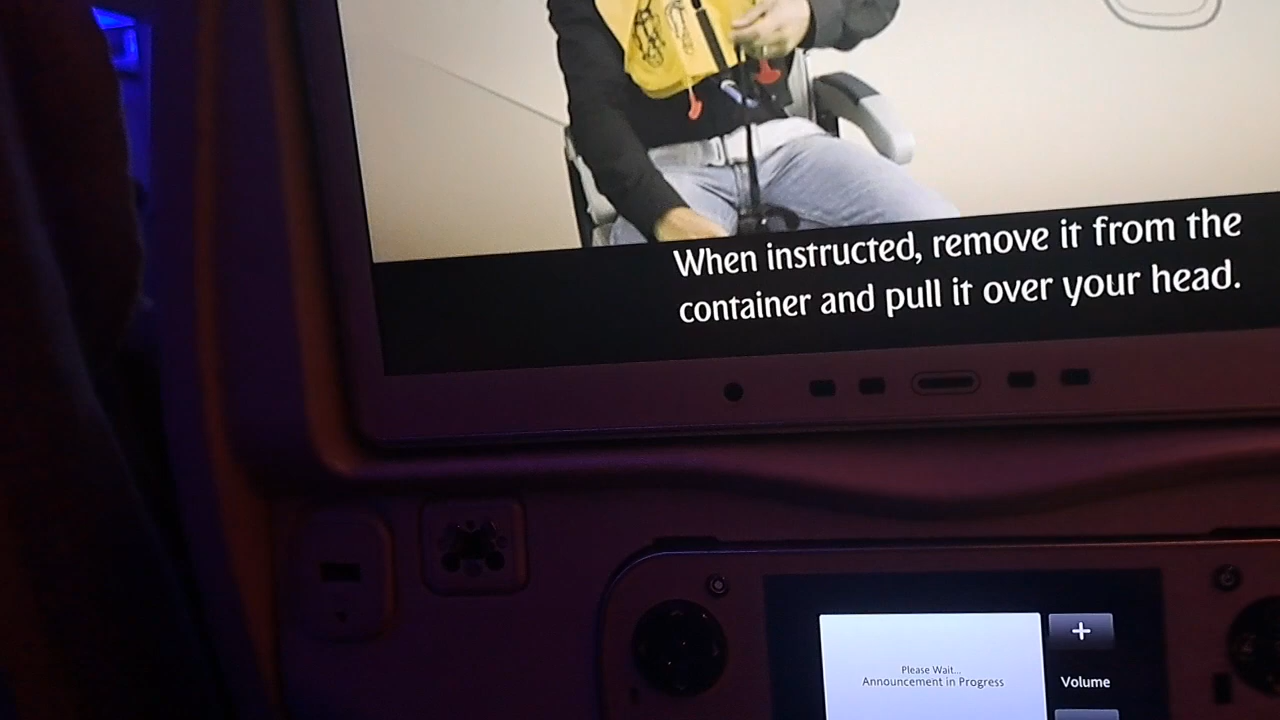 When instructed, remove it from the
container and pull it over your head.
Please Wait...
Announcement in Progress
+
Volume